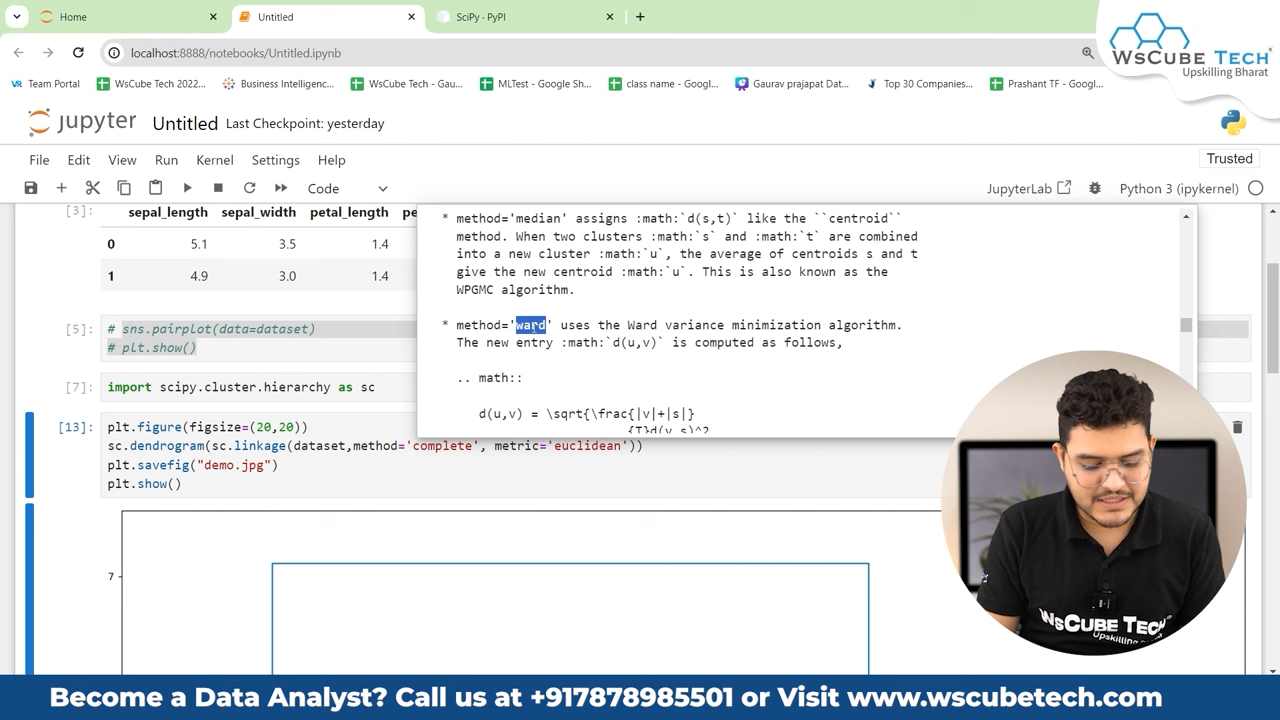 Home
Untitled
SciPy · PyPI
localhost:8888/notebooks/Untitled.ipynb
WsCube Tech
Upskilling Bharat
Team Portal
WsCube Tech 2022...
Business Intelligenc...
WsCube Tech - Gau...
MLTest - Google Sh...
class name - Googl...
Gaurav prajapat Dat...
Top 30 Companies...
Prashant TF - Googl...
jupyter Untitled Last Checkpoint: yesterday
File Edit View Run Kernel Settings Help
Trusted
Code
JupyterLab
Python 3 (ipykernel)
[3]: sepal_length sepal_width petal_length pe
0 5.1 3.5 1.4
1 4.9 3.0 1.4
* method='median' assigns :math:`d(s,t)` like the ``centroid``
method. When two clusters :math:`s` and :math:`t` are combined
into a new cluster :math:`u`, the average of centroids s and t
give the new centroid :math:`u`. This is also known as the
WPGMC algorithm.
* method='ward' uses the Ward variance minimization algorithm.
The new entry :math:`d(u,v)` is computed as follows,
.. math::
d(u,v) = \sqrt{\frac{|v|+|s|}
{T}d(v,s)^2
[5]: # sns.pairplot(data=dataset)
# plt.show()
[7]: import scipy.cluster.hierarchy as sc
[13]: plt.figure(figsize=(20,20))
sc.dendrogram(sc.linkage(dataset,method='complete', metric='euclidean'))
plt.savefig("demo.jpg")
plt.show()
7
WsCube Tech
Become a Data Analyst? Call us at +917878985501 or Visit www.wscubetech.com